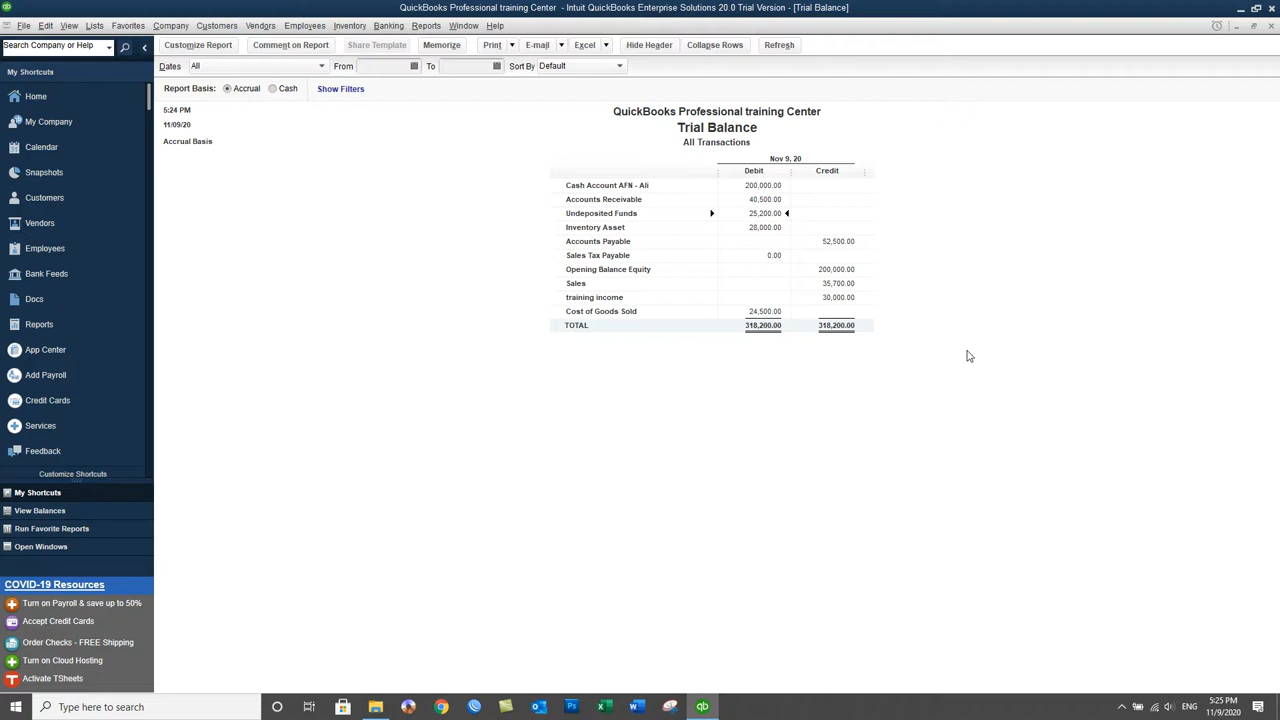 QuickBooks Professional training Center - Intuit QuickBooks Enterprise Solutions 20.0 Trial Version - [Trial Balance]
File Edit View Lists Favorites Company Customers Vendors Employees Inventory Banking Reports Window Help
Search Company or Help
Customize Report Comment on Report Share Template Memorize Print E-mail Excel Hide Header Collapse Rows Refresh
My Shortcuts
Dates All From To Sort By Default
Report Basis: Accrual Cash Show Filters
Home
My Company
Calendar
Snapshots
Customers
Vendors
Employees
Bank Feeds
Docs
Reports
App Center
Add Payroll
Credit Cards
Services
Feedback
Customize Shortcuts
My Shortcuts
View Balances
Run Favorite Reports
Open Windows
COVID-19 Resources
Turn on Payroll & save up to 50%
Accept Credit Cards
Order Checks - FREE Shipping
Turn on Cloud Hosting
Activate TSheets
5:24 PM
11/09/20
Accrual Basis
QuickBooks Professional training Center
Trial Balance
All Transactions
Nov 9, 20
Debit Credit
Cash Account AFN - Ali 200,000.00
Accounts Receivable 40,500.00
Undeposited Funds 25,200.00
Inventory Asset 28,000.00
Accounts Payable 52,500.00
Sales Tax Payable 0.00
Opening Balance Equity 200,000.00
Sales 35,700.00
training income 30,000.00
Cost of Goods Sold 24,500.00
TOTAL 318,200.00 318,200.00
Type here to search
ENG
5:25 PM
11/9/2020